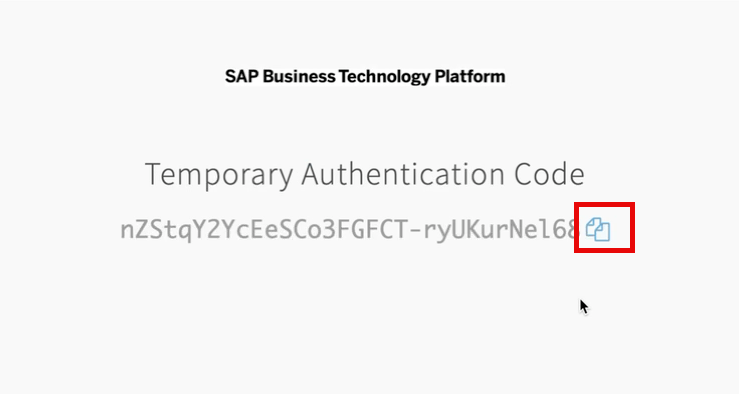 SAP Business Technology Platform
Temporary Authentication Code
nZStqY2YcEeSCo3FGFCT-ryUKurNel68